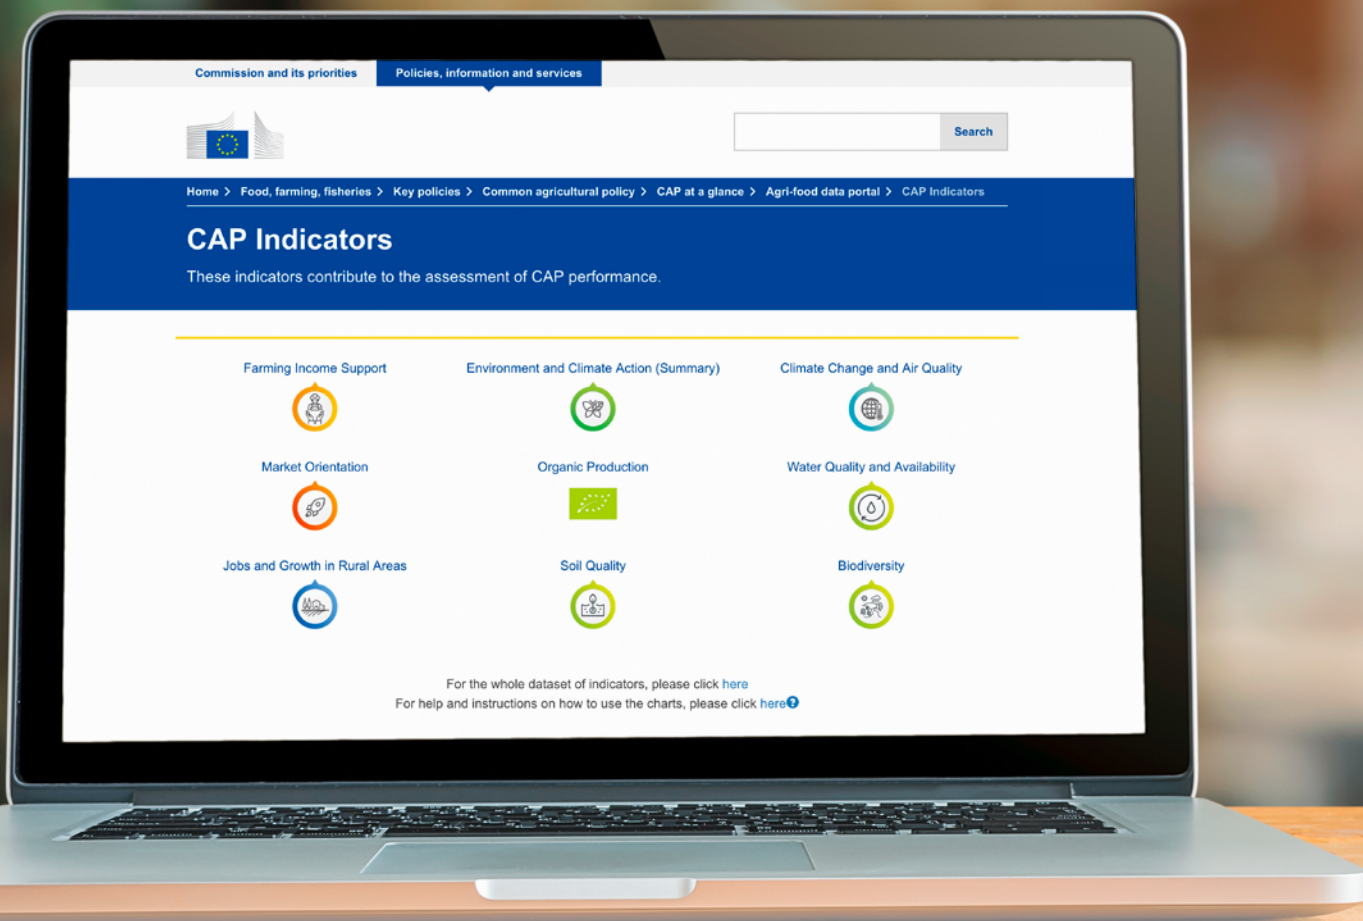 Commission and its priorities
Policies, information and services
Search
Home > Food, farming, fisheries > Key policies > Common agricultural policy > CAP at a glance > Agri-food data portal > CAP Indicators
CAP Indicators
These indicators contribute to the assessment of CAP performance.
Farming Income Support
Environment and Climate Action (Summary)
Climate Change and Air Quality
Market Orientation
Organic Production
Water Quality and Availability
Jobs and Growth in Rural Areas
Soil Quality
Biodiversity
For the whole dataset of indicators, please click here
For help and instructions on how to use the charts, please click here?